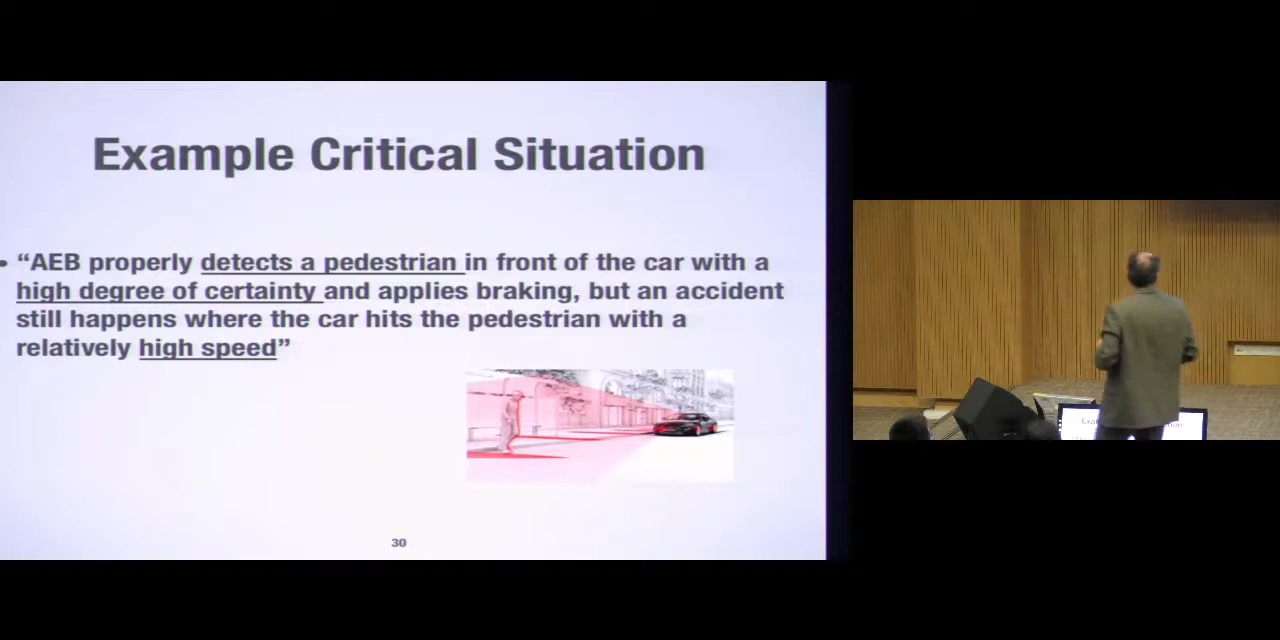 Example Critical Situation
• “AEB properly detects a pedestrian in front of the car with a
high degree of certainty and applies braking, but an accident
still happens where the car hits the pedestrian with a
relatively high speed”
30